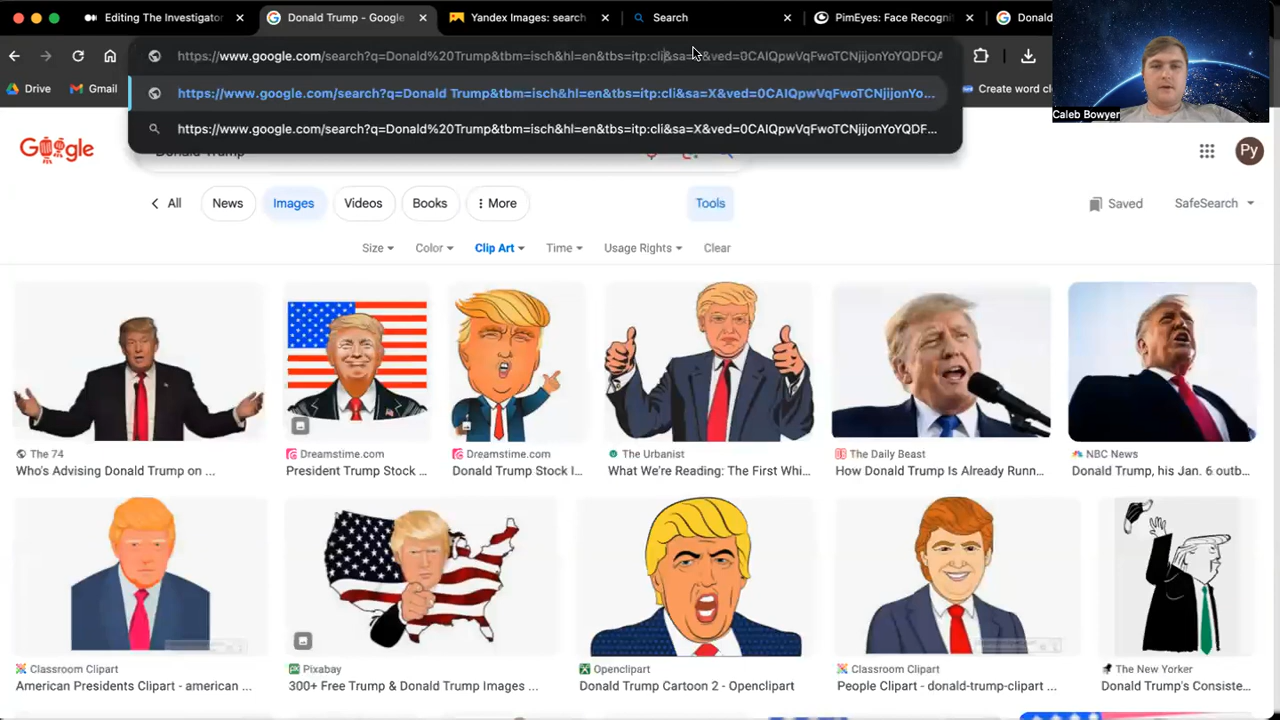 Editing The Investigator
Donald Trump - Google
Yandex Images: search
Search
PimEyes: Face Recogni
Donald
https://www.google.com/search?q=Donald%20Trump&tbm=isch&hl=en&tbs=itp:cli&sa=X&ved=0CAIQpwVqFwoTCNjijonYoYQDFQA
Drive
Gmail
https://www.google.com/search?q=Donald Trump&tbm=isch&hl=en&tbs=itp:cli&sa=X&ved=0CAIQpwVqFwoTCNjijonYo...
Create word clo
https://www.google.com/search?q=Donald%20Trump&tbm=isch&hl=en&tbs=itp:cli&sa=X&ved=0CAIQpwVqFwoTCNjijonYoYQDF...
Caleb Bowyer
Google
Donald Trump
Py
All
News
Images
Videos
Books
More
Tools
Saved
SafeSearch
Size
Color
Clip Art
Time
Usage Rights
Clear
The 74
Who's Advising Donald Trump on ...
Dreamstime.com
President Trump Stock ...
Dreamstime.com
Donald Trump Stock I...
The Urbanist
What We're Reading: The First Whi...
The Daily Beast
How Donald Trump Is Already Runn...
NBC News
Donald Trump, his Jan. 6 outb...
Classroom Clipart
American Presidents Clipart - american ...
Pixabay
300+ Free Trump & Donald Trump Images ...
Openclipart
Donald Trump Cartoon 2 - Openclipart
Classroom Clipart
People Clipart - donald-trump-clipart ...
The New Yorker
Donald Trump's Consiste...